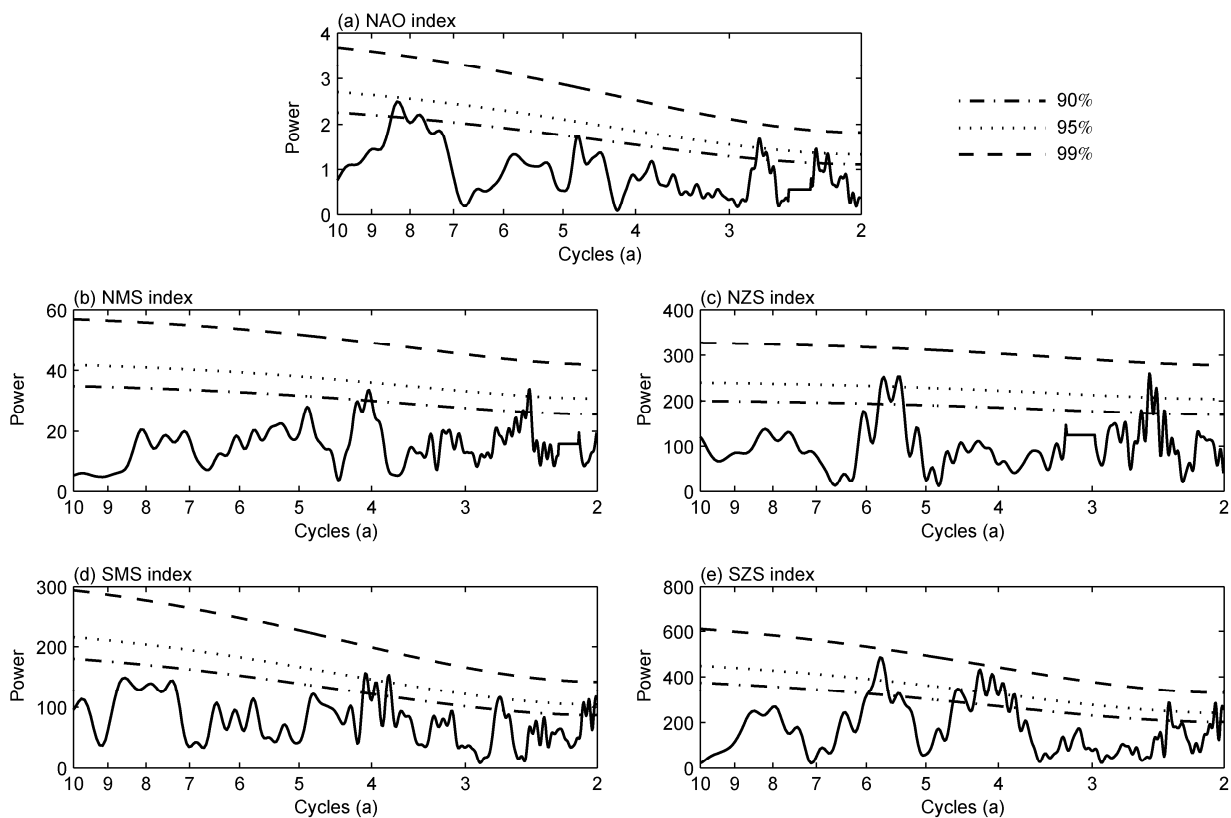 (a) NAO index
4
3
2
1
0
Power
10 9 8 7 6 5 4 3 2
Cycles (a)
90%
95%
99%
(b) NMS index
60
40
20
0
Power
10 9 8 7 6 5 4 3 2
Cycles (a)
(c) NZS index
400
300
200
100
0
Power
10 9 8 7 6 5 4 3 2
Cycles (a)
(d) SMS index
300
200
100
0
Power
10 9 8 7 6 5 4 3 2
Cycles (a)
(e) SZS index
800
600
400
200
0
Power
10 9 8 7 6 5 4 3 2
Cycles (a)